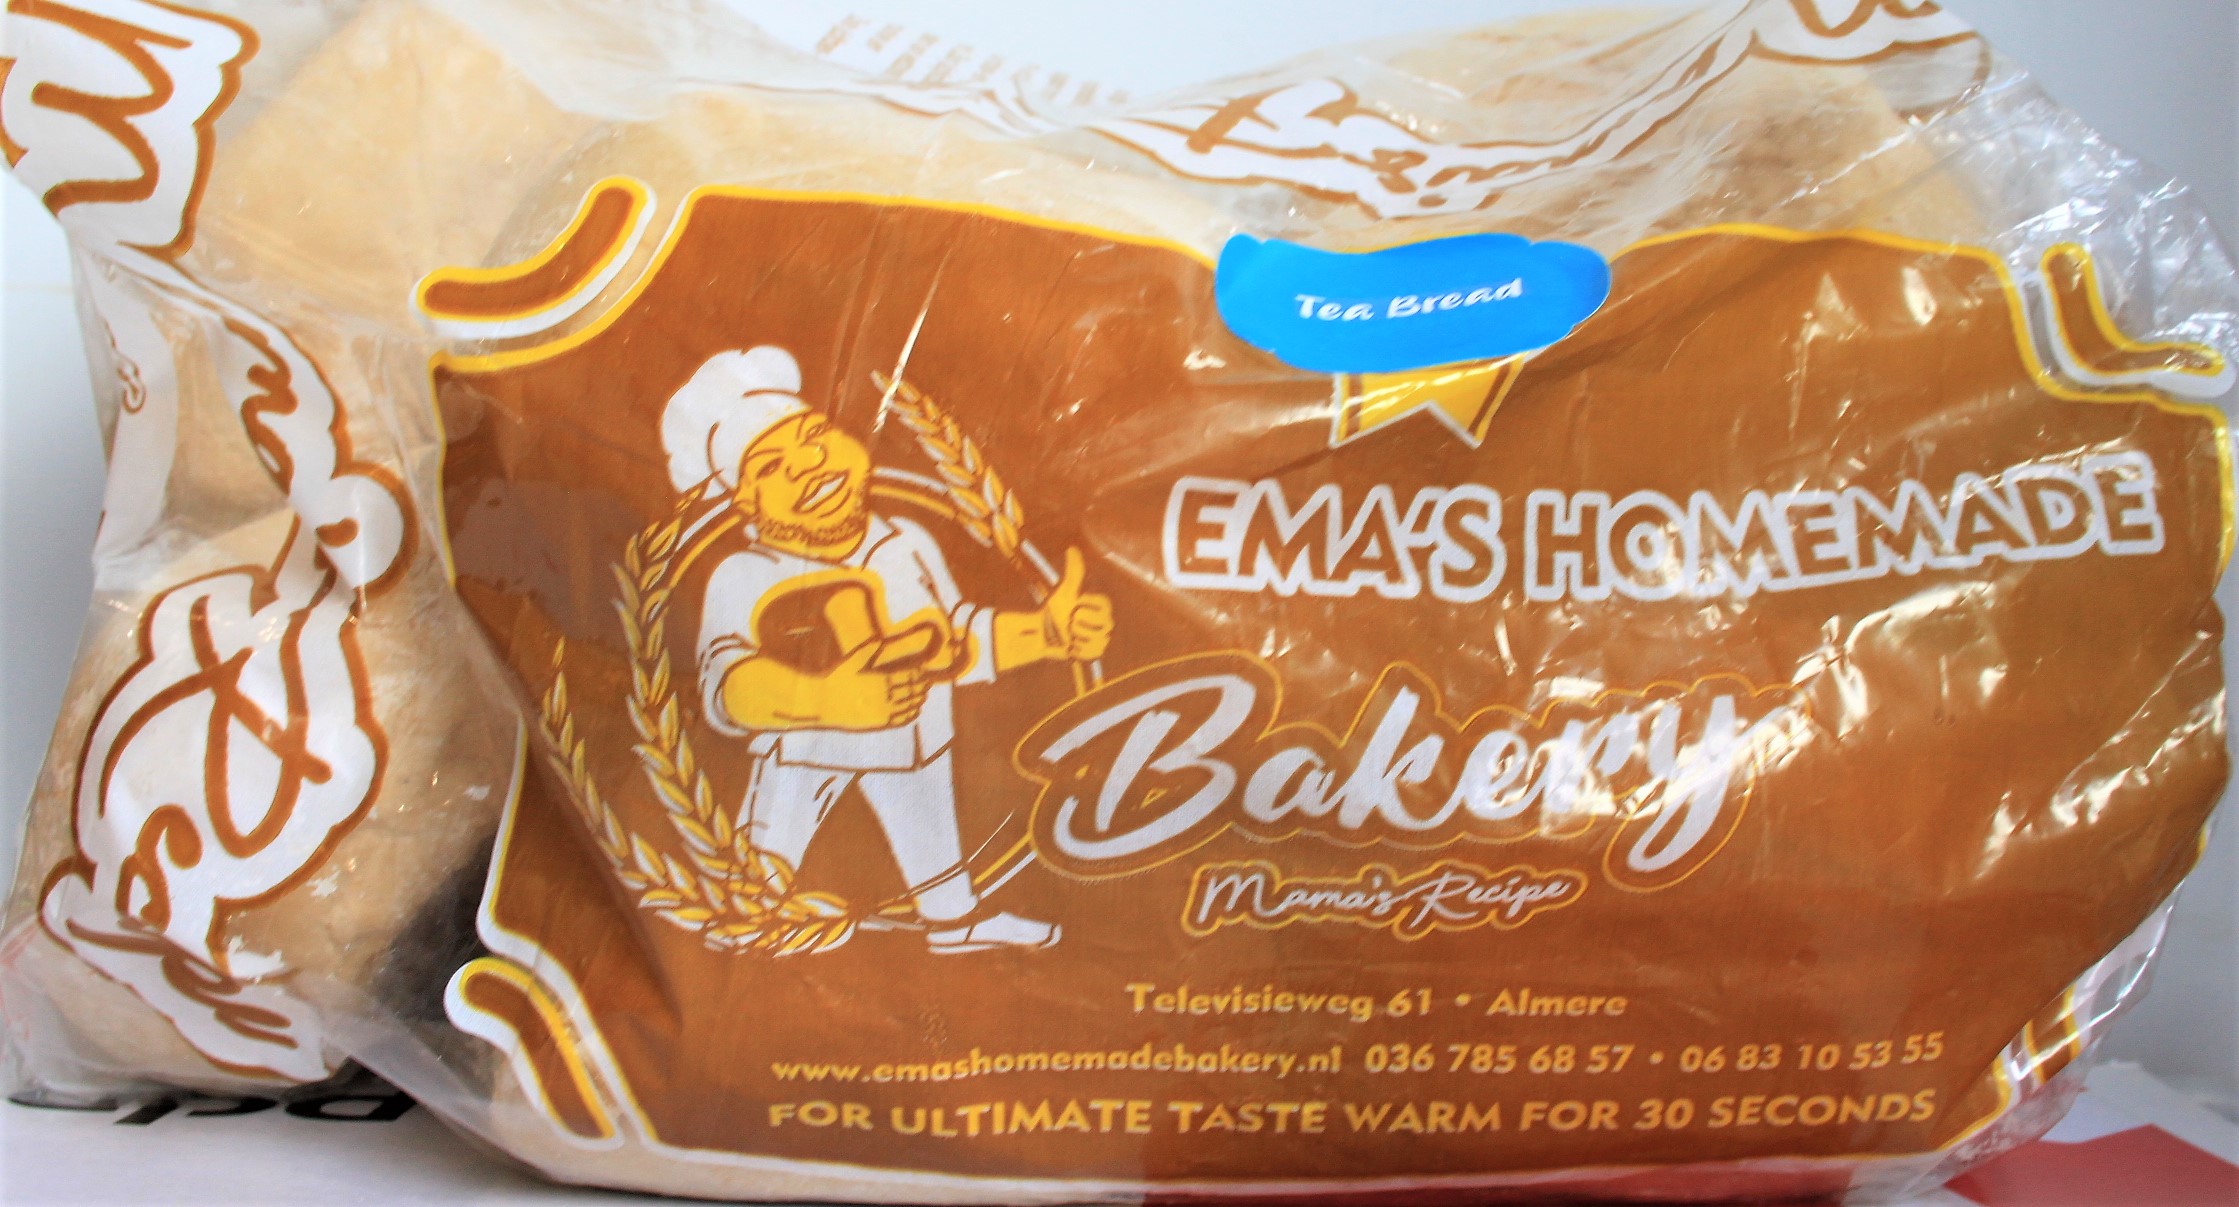 Tea Bread
EMA'S HOMEMADE
Bakery
Mama's Recipe
Televisieweg 61 • Almere
www.emashomemadebakery.nl 036 785 68 57 • 06 83 10 53 55
FOR ULTIMATE TASTE WARM FOR 30 SECONDS